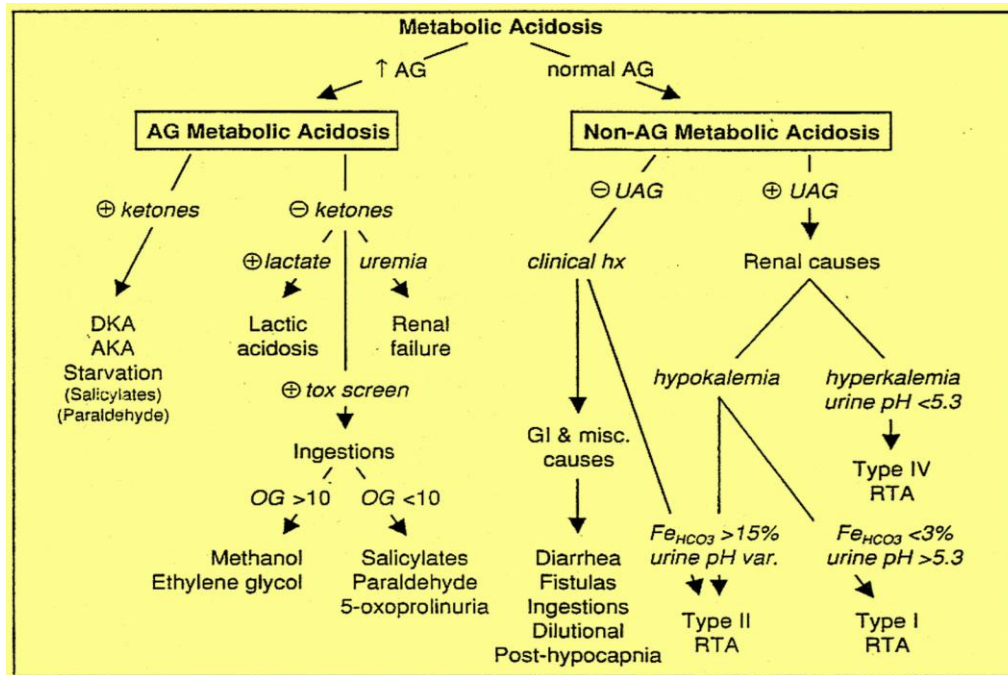 Metabolic Acidosis
↑ AG
normal AG
AG Metabolic Acidosis
Non-AG Metabolic Acidosis
⊕ ketones
⊖ ketones
⊖ UAG
⊕ UAG
⊕ lactate
uremia
clinical hx
Renal causes
DKA
AKA
Starvation
(Salicylates)
(Paraldehyde)
Lactic
acidosis
Renal
failure
hypokalemia
hyperkalemia
urine pH <5.3
⊕ tox screen
GI & misc.
causes
Type IV
RTA
Ingestions
OG >10
OG <10
Methanol
Ethylene glycol
Salicylates
Paraldehyde
5-oxoprolinuria
Diarrhea
Fistulas
Ingestions
Dilutional
Post-hypocapnia
FeHCO3 >15%
urine pH var.
FeHCO3 <3%
urine pH >5.3
Type II
RTA
Type I
RTA